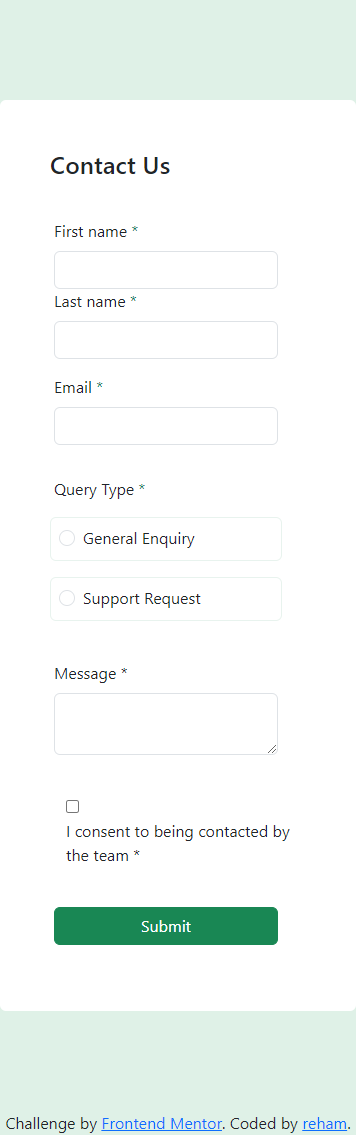 Contact Us
First name *
Last name *
Email *
Query Type *
General Enquiry
Support Request
Message *
I consent to being contacted by
the team *
Submit
Challenge by Frontend Mentor. Coded by reham.